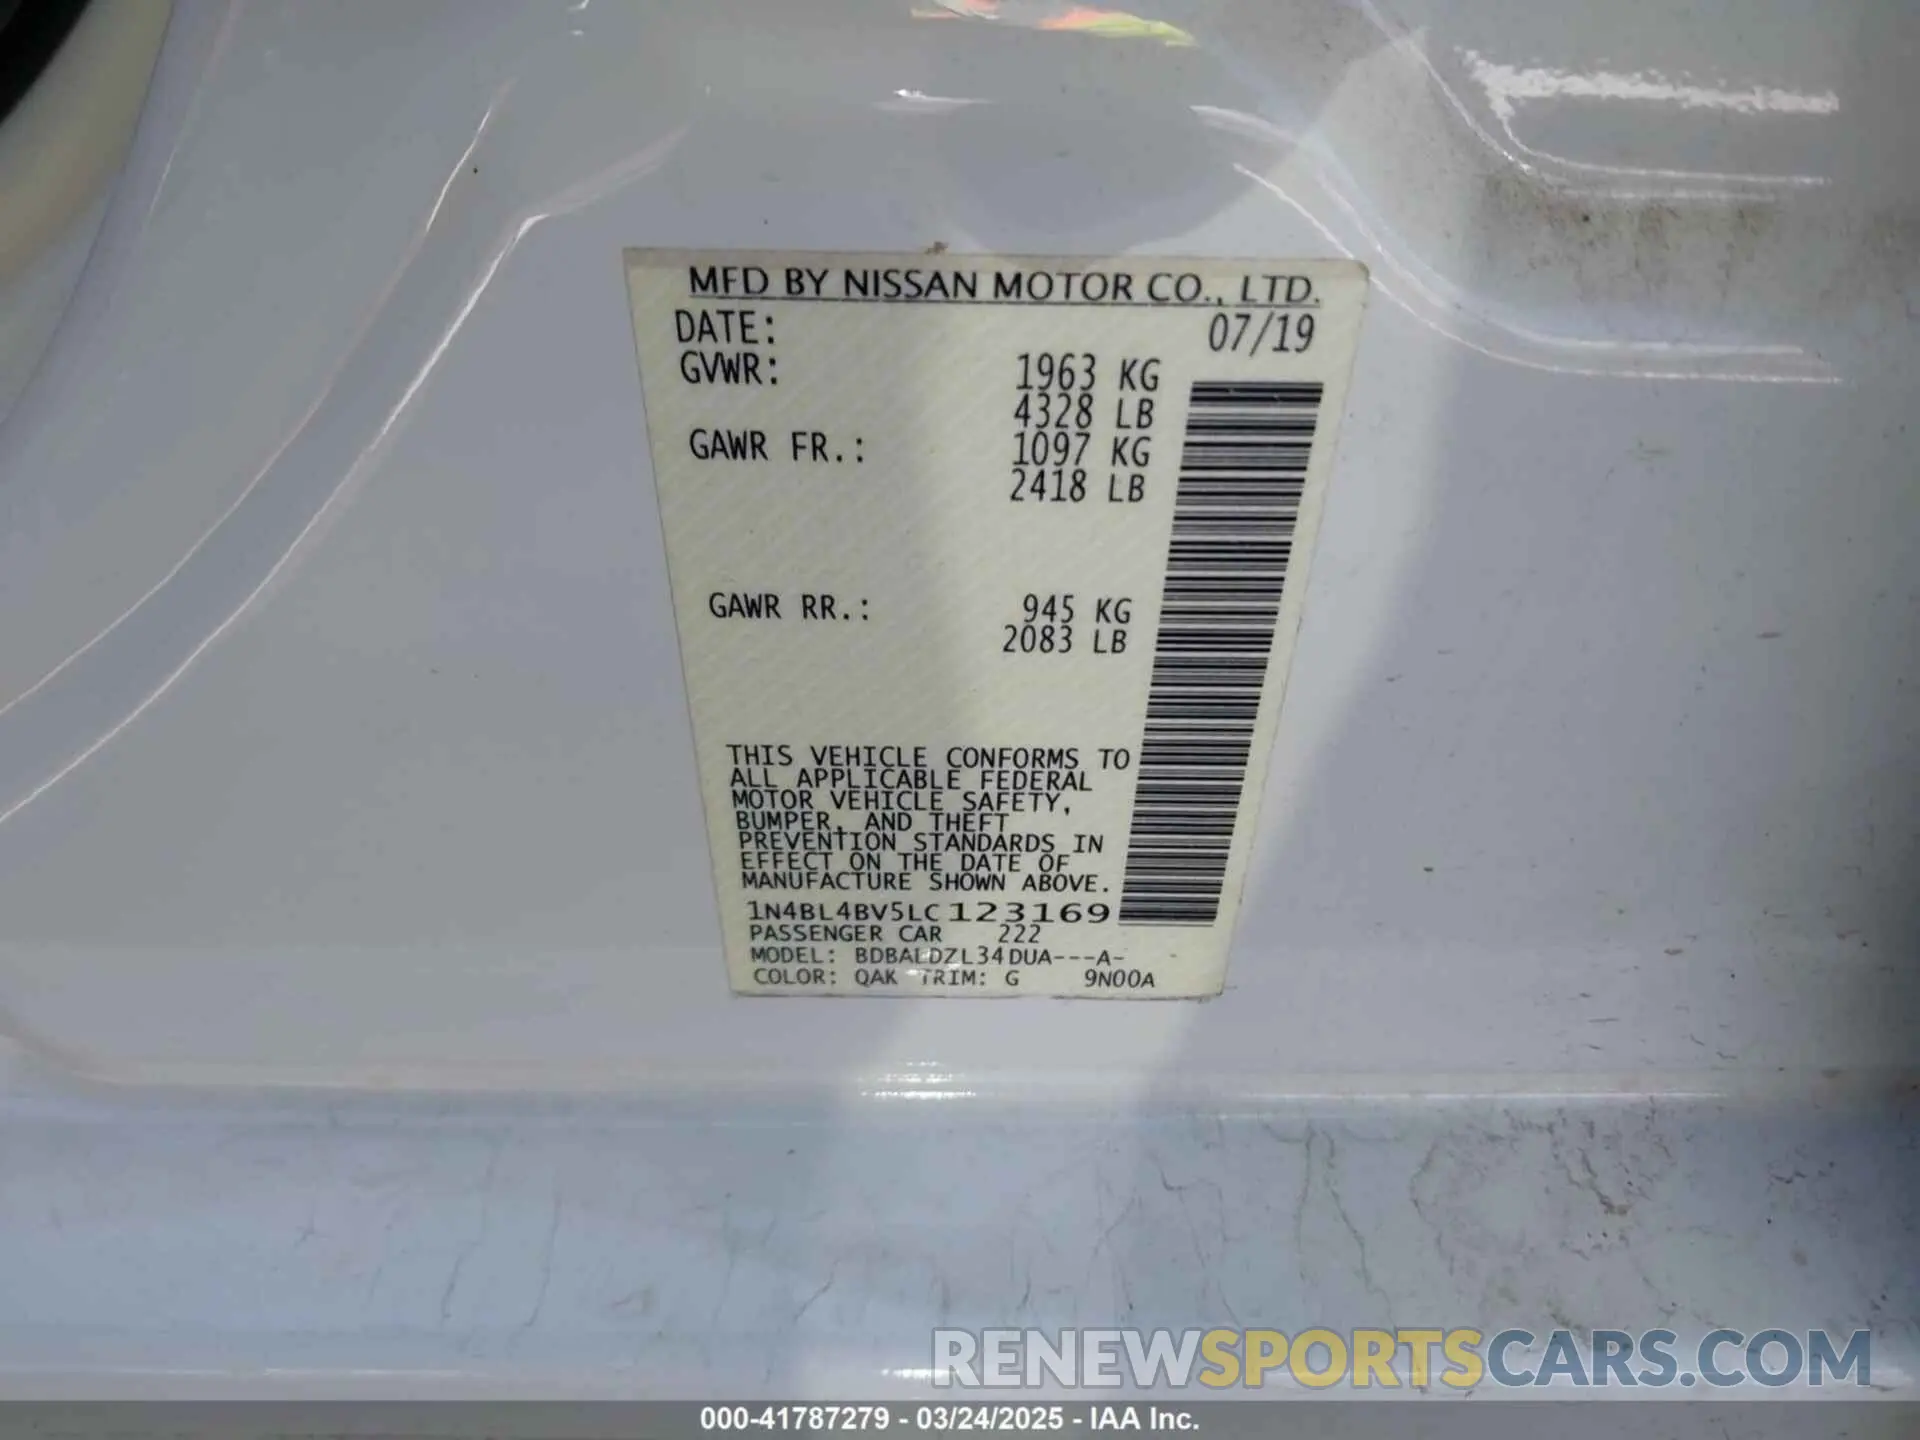 MFD BY NISSAN MOTOR CO., LTD.
DATE: 07/19
GVWR: 1963 KG
4328 LB
GAWR FR.: 1097 KG
2418 LB
GAWR RR.: 945 KG
2083 LB
THIS VEHICLE CONFORMS TO
ALL APPLICABLE FEDERAL
MOTOR VEHICLE SAFETY,
BUMPER, AND THEFT
PREVENTION STANDARDS IN
EFFECT ON THE DATE OF
MANUFACTURE SHOWN ABOVE.
1N4BL4BV5LC123169
PASSENGER CAR 222
MODEL: BDBALDZL34DUA---A-
COLOR: QAK TRIM: G 9N00A
RENEWSPORTSCARS.COM
000-41787279 - 03/24/2025 - IAA Inc.